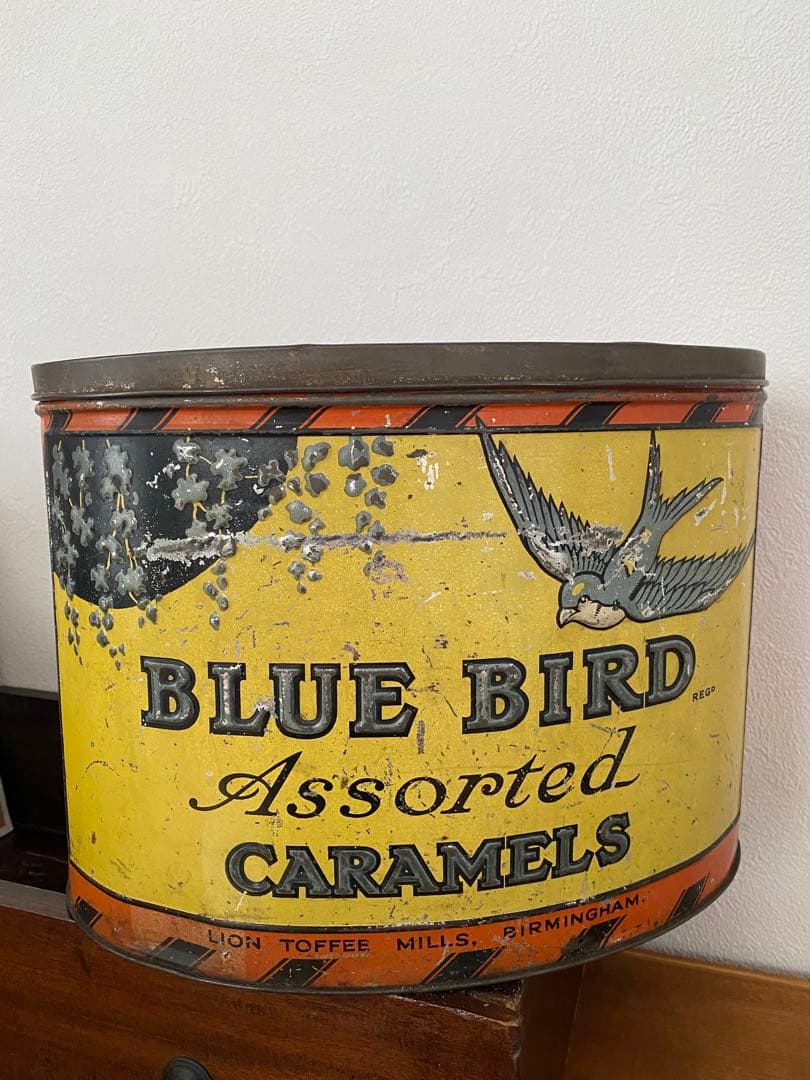 BLUE BIRD
REGD
Assorted
CARAMELS
LION TOFFEE MILLS, BIRMINGHAM.